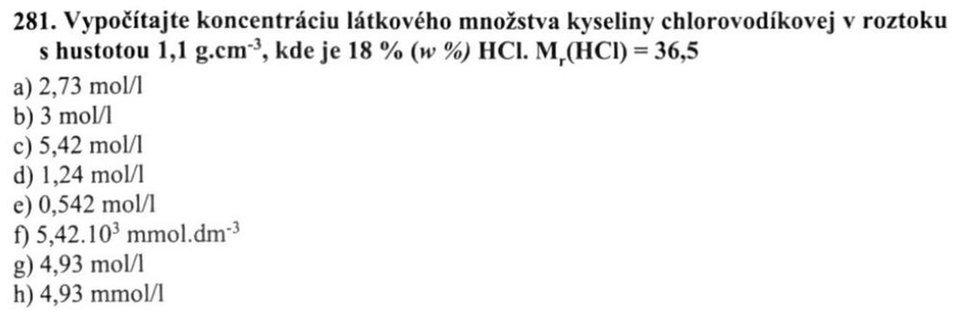 281. Vypočítajte koncentráciu látkového množstva kyseliny chlorovodíkovej v roztoku
s hustotou 1,1 g.cm⁻³, kde je 18 % (w %) HCl. Mᵣ(HCl) = 36,5
a) 2,73 mol/l
b) 3 mol/l
c) 5,42 mol/l
d) 1,24 mol/l
e) 0,542 mol/l
f) 5,42.10³ mmol.dm⁻³
g) 4,93 mol/l
h) 4,93 mmol/l